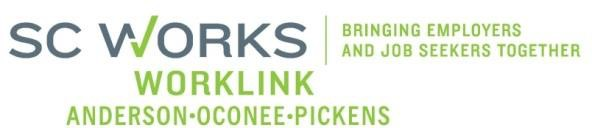 SC WORKS
BRINGING EMPLOYERS
AND JOB SEEKERS TOGETHER
WORKLINK
ANDERSON•OCONEE•PICKENS